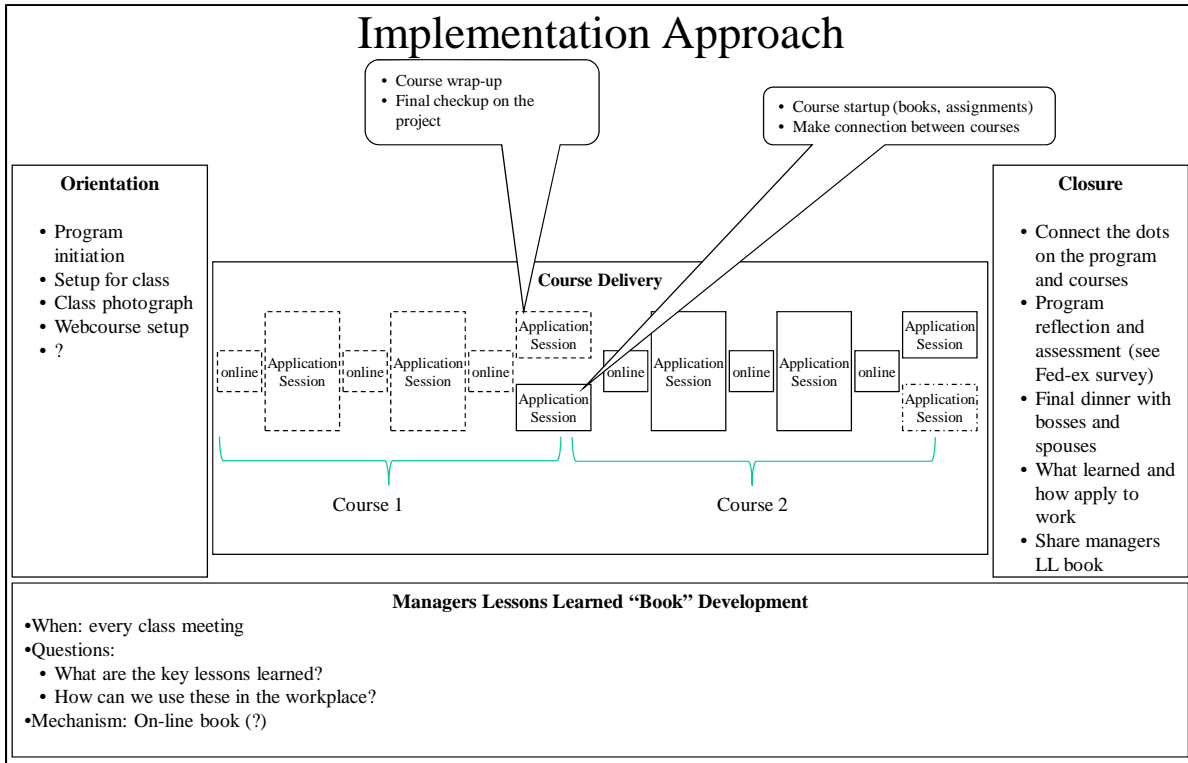 Implementation Approach
• Course wrap-up
• Final checkup on the
project
• Course startup (books, assignments)
• Make connection between courses
Orientation
• Program
initiation
• Setup for class
• Class photograph
• Webcourse setup
• ?
Course Delivery
online
Application
Session
online
Application
Session
online
Application
Session
Application
Session
online
Application
Session
online
Application
Session
online
Application
Session
Application
Session
Course 1
Course 2
Closure
• Connect the dots
on the program
and courses
• Program
reflection and
assessment (see
Fed-ex survey)
• Final dinner with
bosses and
spouses
• What learned and
how apply to
work
• Share managers
LL book
Managers Lessons Learned “Book” Development
•When: every class meeting
•Questions:
• What are the key lessons learned?
• How can we use these in the workplace?
•Mechanism: On-line book (?)